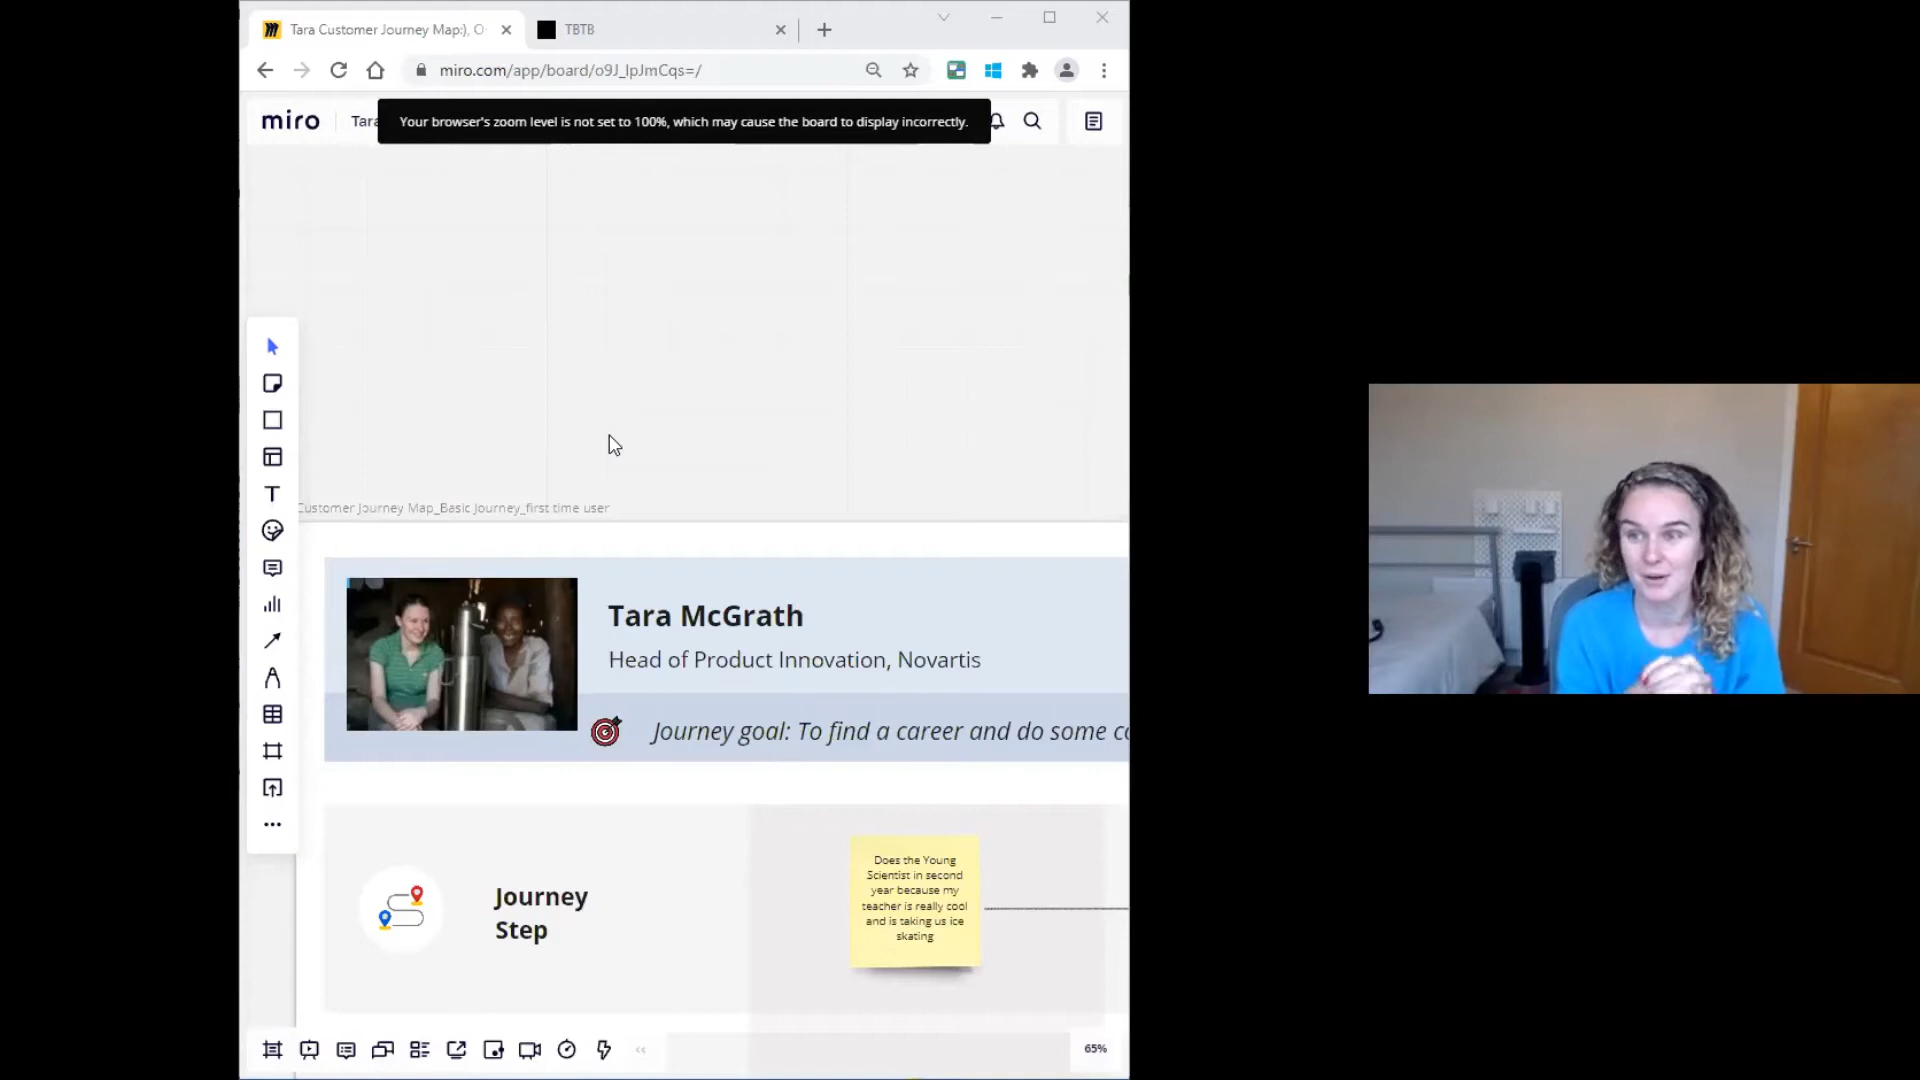 Tara Customer Journey Map:), O
TBTB
miro.com/app/board/o9J_lpJmCqs=/
miro
Tara
Your browser's zoom level is not set to 100%, which may cause the board to display incorrectly.
Customer Journey Map_Basic Journey_first time user
Tara McGrath
Head of Product Innovation, Novartis
Journey goal: To find a career and do some co
Journey
Step
Does the Young
Scientist in second
year because my
teacher is really cool
and is taking us ice
skating
65%